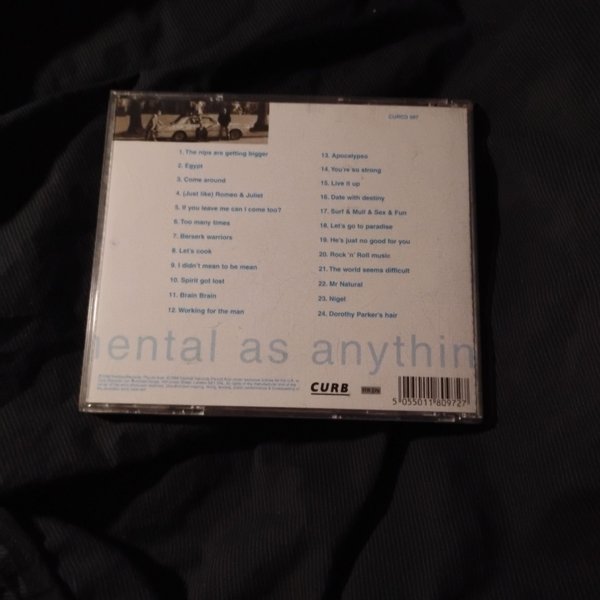 CURCD 097
1. The nips are getting bigger
2. Egypt
3. Come around
4. (Just like) Romeo & Juliet
5. If you leave me can I come too?
6. Too many times
7. Berserk warriors
8. Let's cook
9. I didn't mean to be mean
10. Spirit got lost
11. Brain Brain
12. Working for the man
13. Apocalypso
14. You're so strong
15. Live it up
16. Date with destiny
17. Surf & Mull & Sex & Fun
18. Let's go to paradise
19. He's just no good for you
20. Rock 'n' Roll music
21. The world seems difficult
22. Mr Natural
23. Nigel
24. Dorothy Parker's hair
mental as anythin
CURB
5 055011 809727